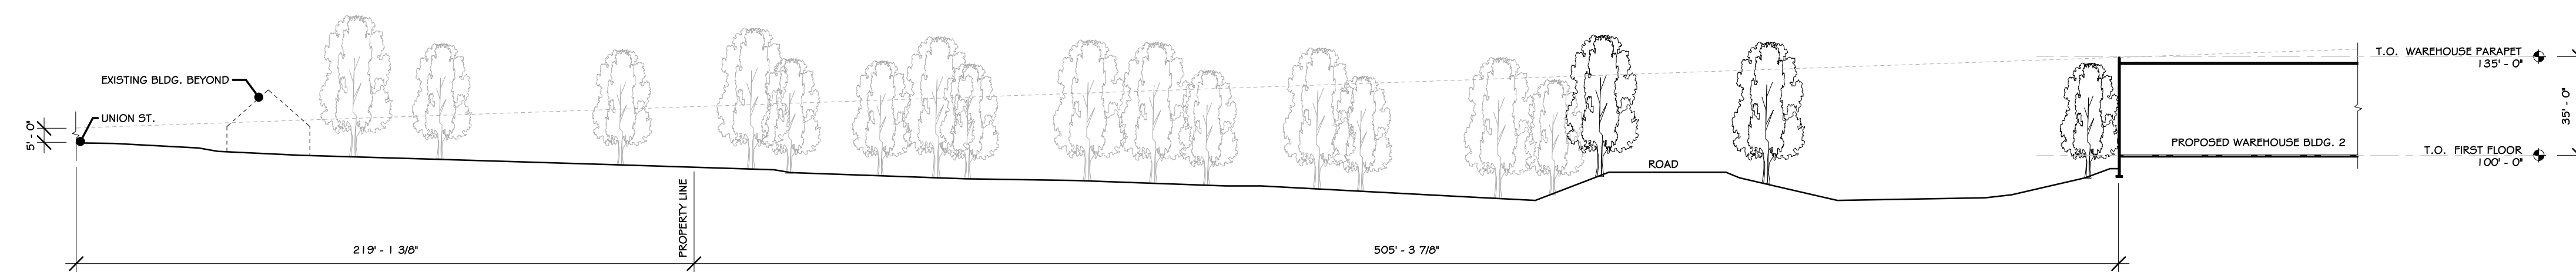 EXISTING BLDG. BEYOND
UNION ST.
5' - 0"
219' - 1 3/8"
PROPERTY LINE
505' - 3 7/8"
ROAD
PROPOSED WAREHOUSE BLDG. 2
T.O. WAREHOUSE PARAPET
135' - 0"
T.O. FIRST FLOOR
100' - 0"
35' - 0"